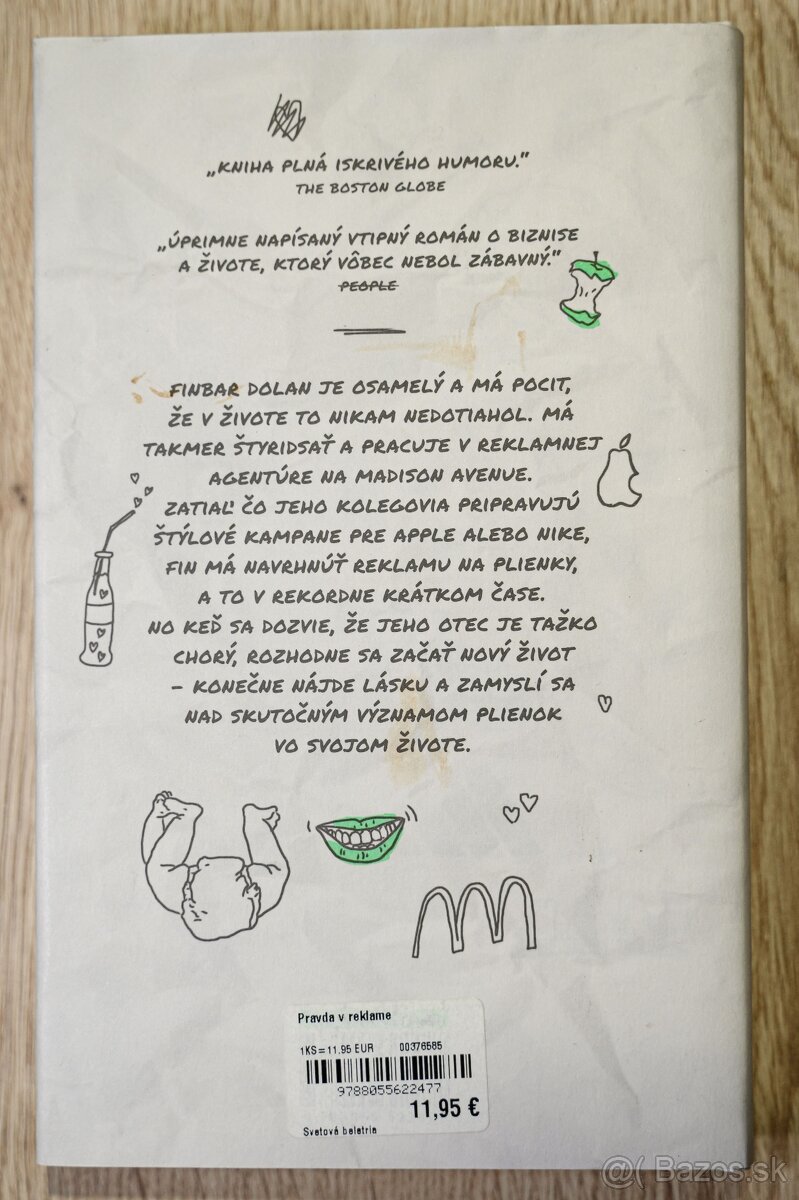 „KNIHA PLNÁ ISKRIVÉHO HUMORU."
THE BOSTON GLOBE
„ÚPRIMNE NAPÍSANÝ VTIPNÝ ROMÁN O BIZNISE
A ŽIVOTE, KTORÝ VÔBEC NEBOL ZÁBAVNÝ."
PEOPLE
FINBAR DOLAN JE OSAMELÝ A MÁ POCIT,
ŽE V ŽIVOTE TO NIKAM NEDOTIAHOL. MÁ
TAKMER ŠTYRIDSAŤ A PRACUJE V REKLAMNEJ
AGENTÚRE NA MADISON AVENUE.
ZATIAĽ ČO JEHO KOLEGOVIA PRIPRAVUJÚ
ŠTÝLOVÉ KAMPANE PRE APPLE ALEBO NIKE,
FIN MÁ NAVRHNÚŤ REKLAMU NA PLIENKY,
A TO V REKORDNE KRÁTKOM ČASE.
NO KEĎ SA DOZVIE, ŽE JEHO OTEC JE ŤAŽKO
CHORÝ, ROZHODNE SA ZAČAŤ NOVÝ ŽIVOT
– KONEČNE NÁJDE LÁSKU A ZAMYSLÍ SA
NAD SKUTOČNÝM VÝZNAMOM PLIENOK
VO SVOJOM ŽIVOTE.
Pravda v reklame
1KS=11.95 EUR 00376585
9788055622477
11,95 €
Svetová beletria
@( Bazos.sk